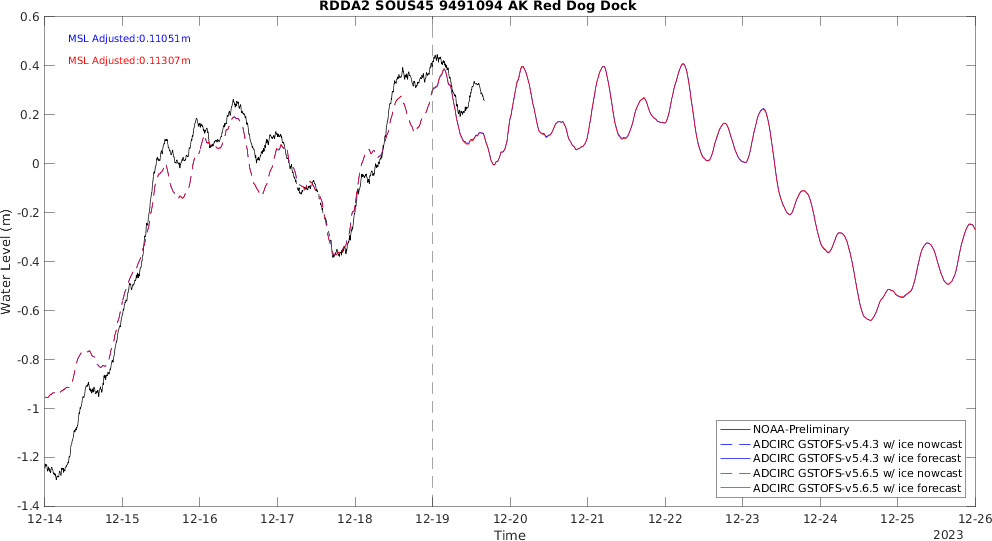 RDDA2 SOUS45 9491094 AK Red Dog Dock
MSL Adjusted:0.11051m
MSL Adjusted:0.11307m
0.6
0.4
0.2
0
-0.2
-0.4
-0.6
-0.8
-1
-1.2
-1.4
Water Level (m)
NOAA-Preliminary
ADCIRC GSTOFS-v5.4.3 w/ ice nowcast
ADCIRC GSTOFS-v5.4.3 w/ ice forecast
ADCIRC GSTOFS-v5.6.5 w/ ice nowcast
ADCIRC GSTOFS-v5.6.5 w/ ice forecast
12-14 12-15 12-16 12-17 12-18 12-19 12-20 12-21 12-22 12-23 12-24 12-25 12-26
Time
2023